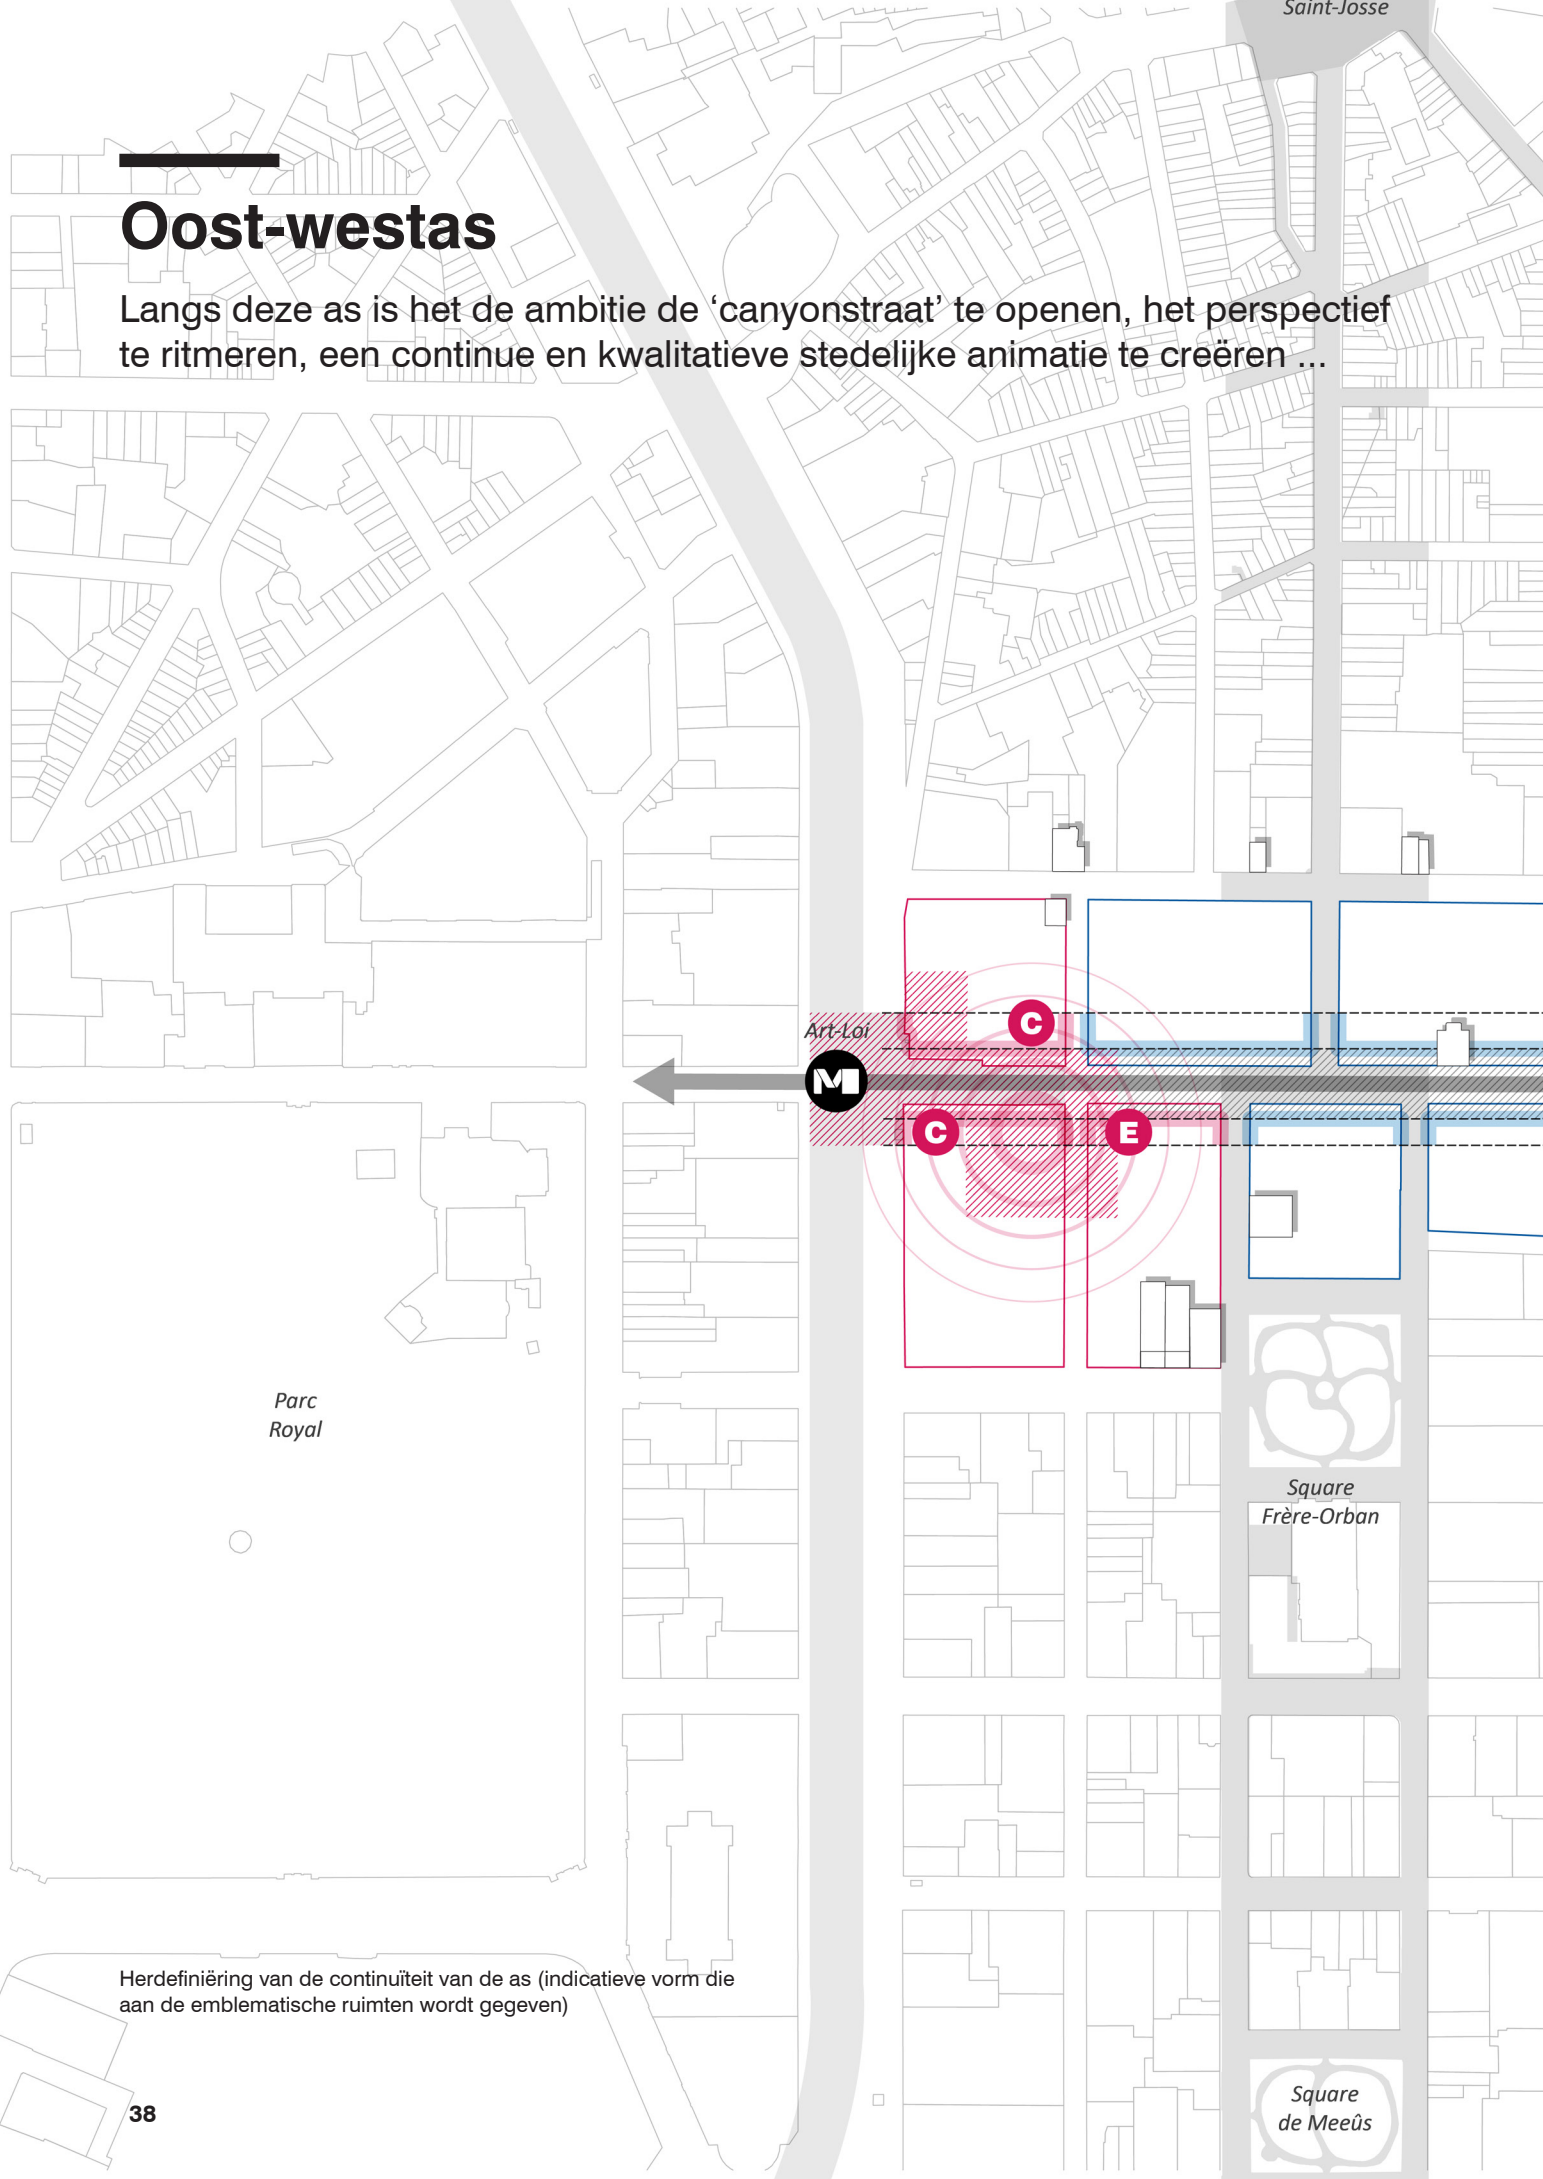 Saint-Josse
Oost-westas
Langs deze as is het de ambitie de ‘canyonstraat’ te openen, het perspectief
te ritmeren, een continue en kwalitatieve stedelijke animatie te creëren ...
Art-Loi
C
M
C
E
Parc
Royal
Square
Frère-Orban
Herdefiniëring van de continuïteit van de as (indicatieve vorm die
aan de emblematische ruimten wordt gegeven)
Square
de Meeûs
38